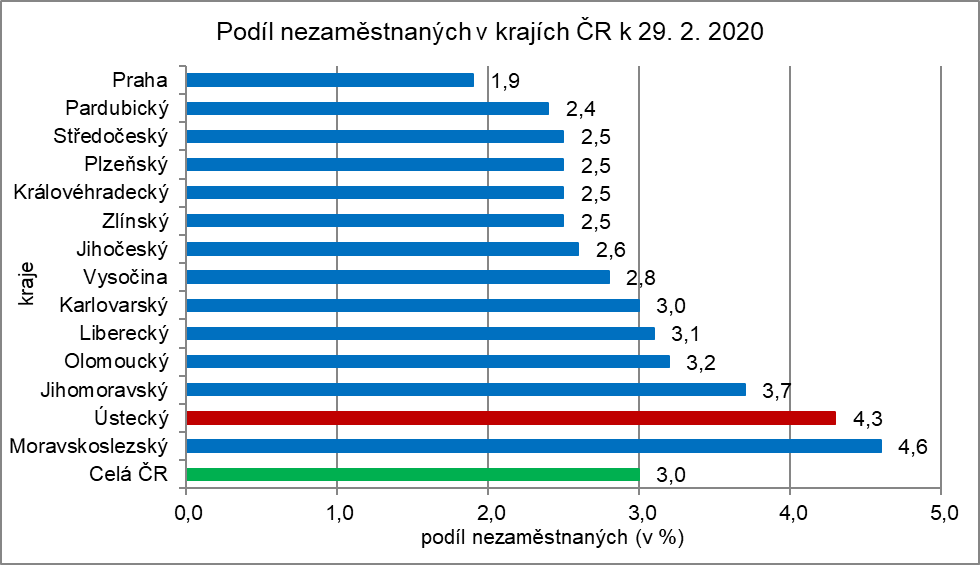 Podíl nezaměstnaných v krajích ČR k 29. 2. 2020
Praha 1,9
Pardubický 2,4
Středočeský 2,5
Plzeňský 2,5
Královéhradecký 2,5
Zlínský 2,5
Jihočeský 2,6
Vysočina 2,8
Karlovarský 3,0
Liberecký 3,1
Olomoucký 3,2
Jihomoravský 3,7
Ústecký 4,3
Moravskoslezský 4,6
Celá ČR 3,0
kraje
0,0 1,0 2,0 3,0 4,0 5,0
podíl nezaměstnaných (v %)